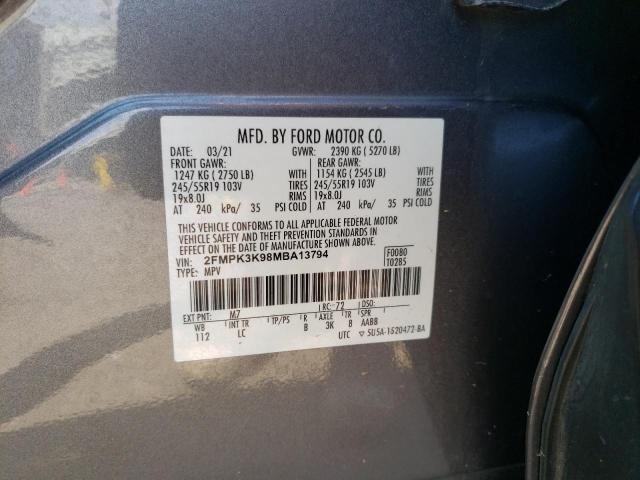 MFD. BY FORD MOTOR CO.
DATE: 03/21 GVWR: 2390 KG ( 5270 LB)
FRONT GAWR: REAR GAWR:
1247 KG ( 2750 LB) 1154 KG ( 2545 LB)
245/55R19 103V TIRES 245/55R19 103V TIRES
19x8.0J RIMS 19x8.0J RIMS
AT 240 kPa/ 35 PSI COLD AT 240 kPa/ 35 PSI COLD
THIS VEHICLE CONFORMS TO ALL APPLICABLE FEDERAL MOTOR
VEHICLE SAFETY AND THEFT PREVENTION STANDARDS IN
EFFECT ON THE DATE OF MANUFACTURE SHOWN ABOVE.
VIN: 2FMPK3K98MBA13794 F0080
TYPE: MPV T0285
RC: 72 DSO:
EXT PNT: M7
WB INT TR TP/PS R AXLE TR SPR
112 LC B 3K 8 AABB
UTC ▽ 5U5A-1520472-BA